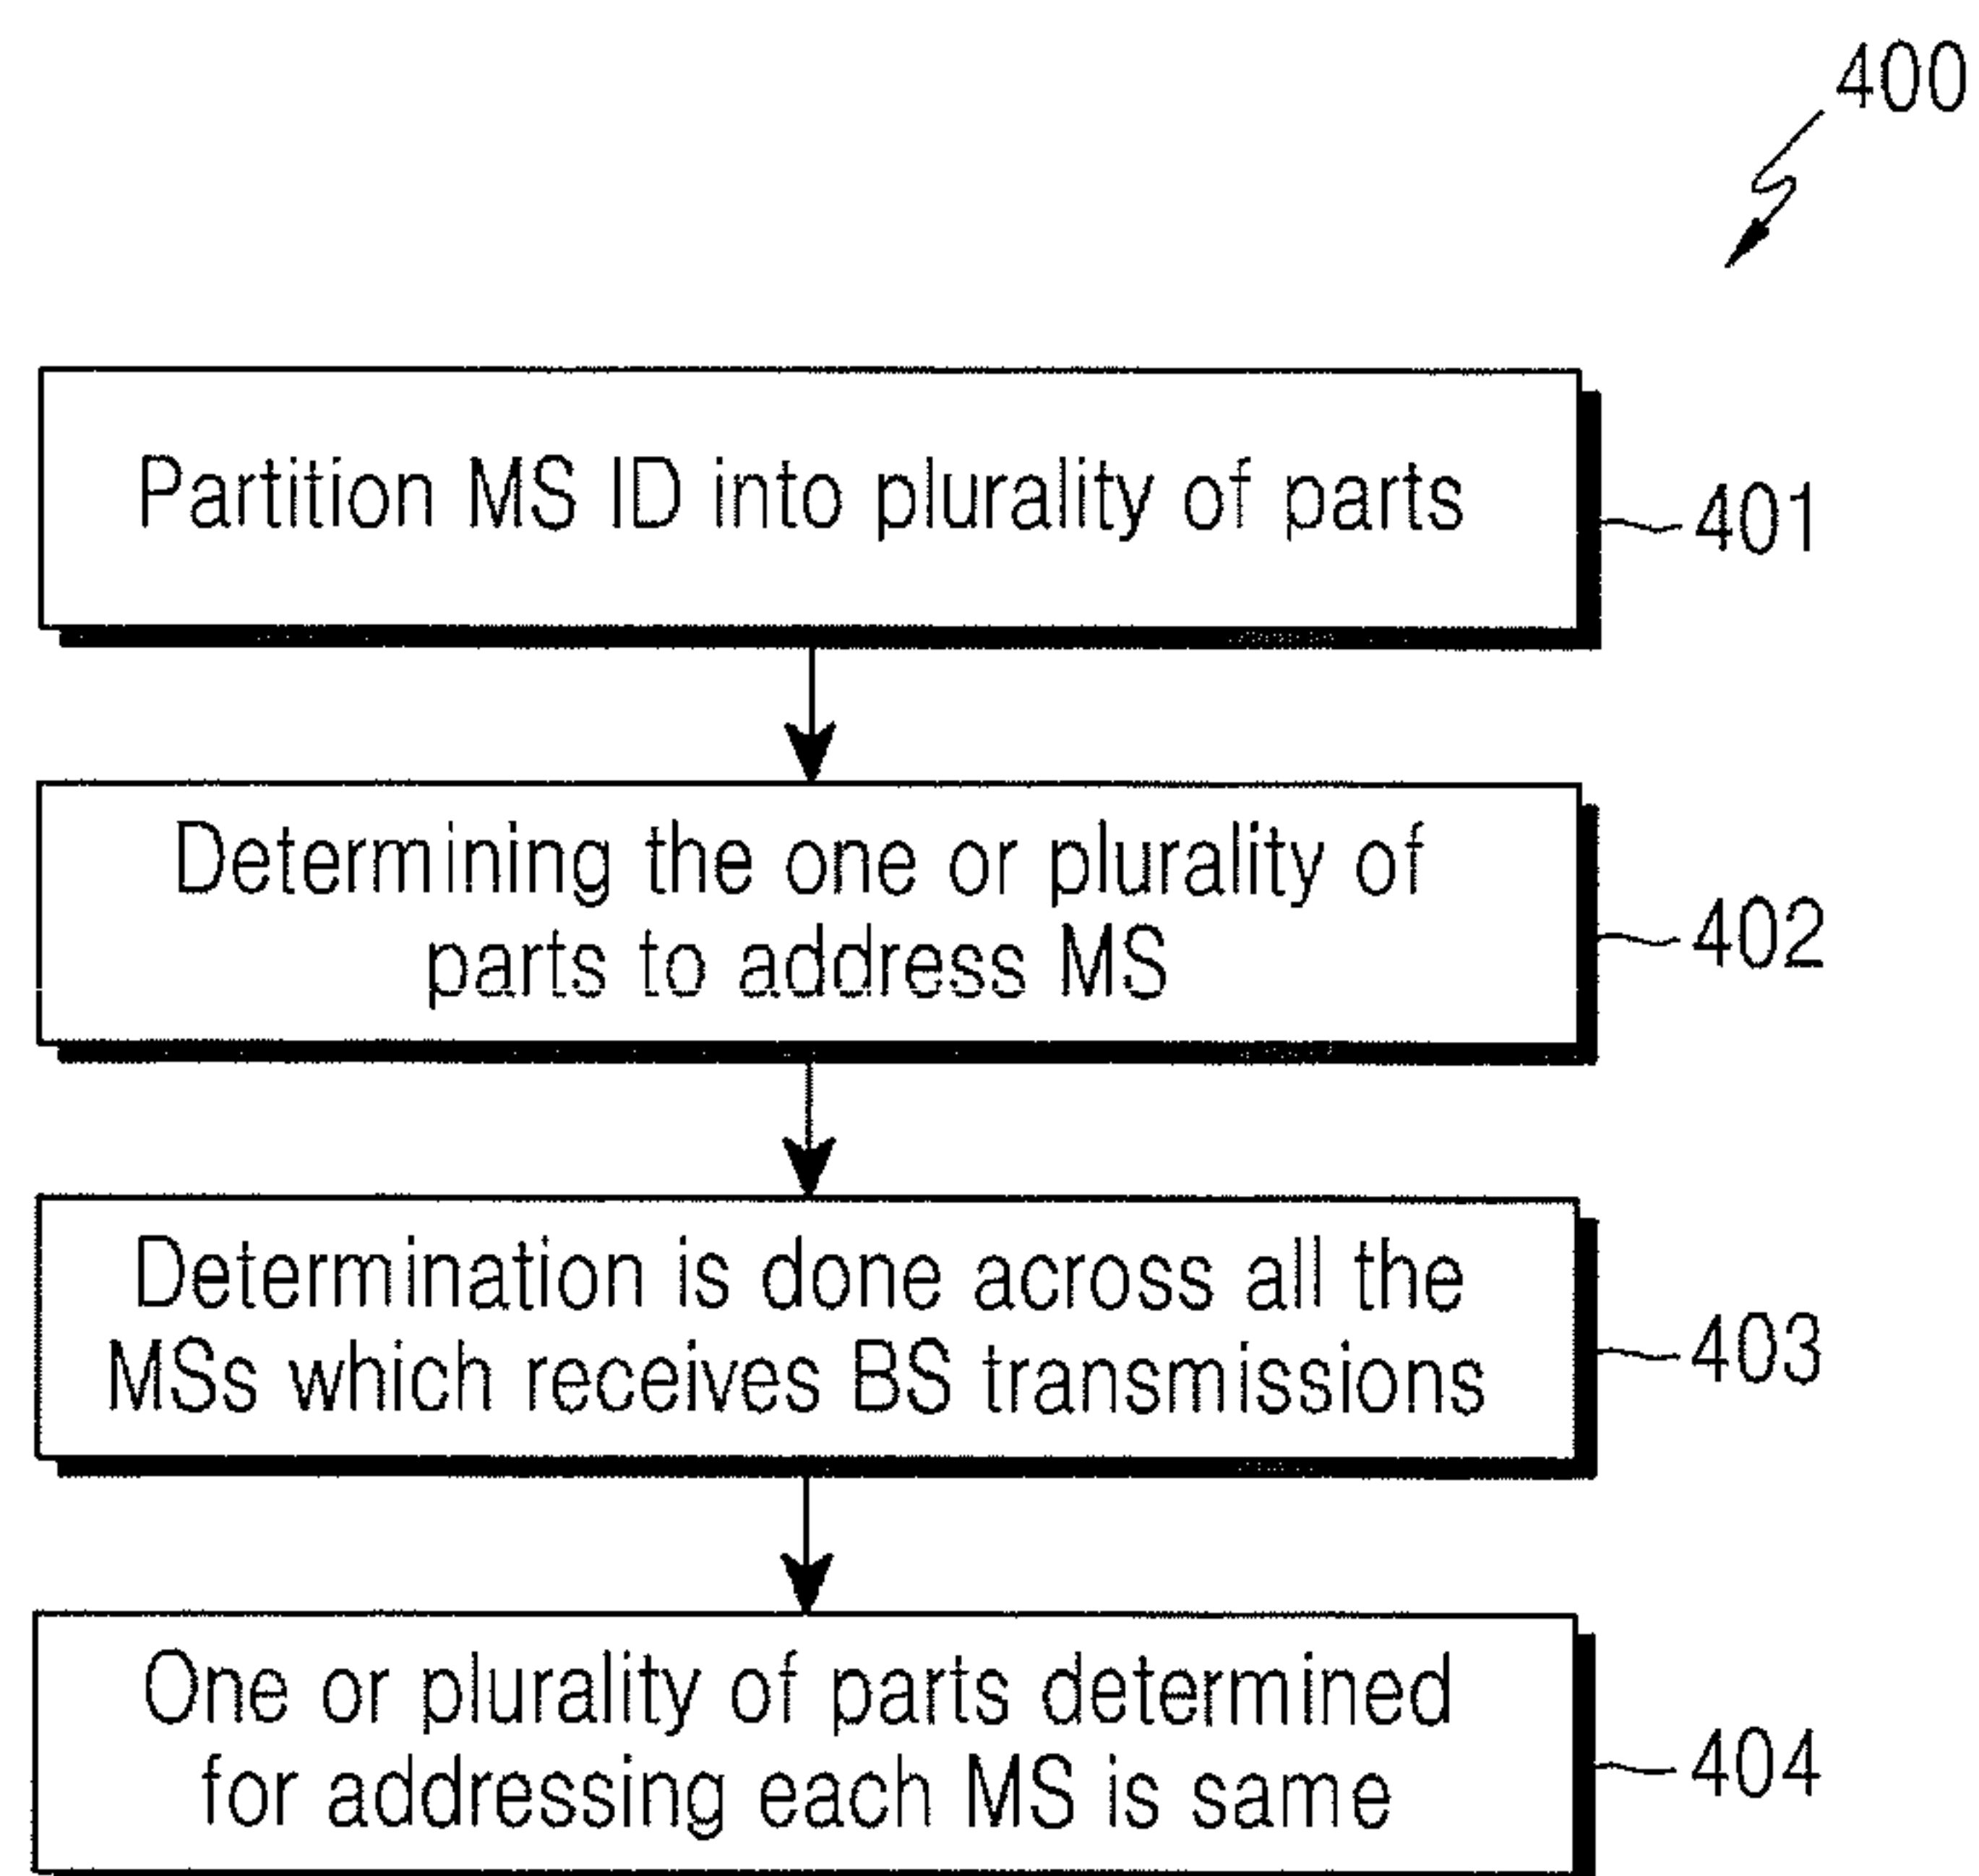 400
Partition MS ID into plurality of parts
401
Determining the one or plurality of
parts to address MS
402
Determination is done across all the
MSs which receives BS transmissions
403
One or plurality of parts determined
for addressing each MS is same
404